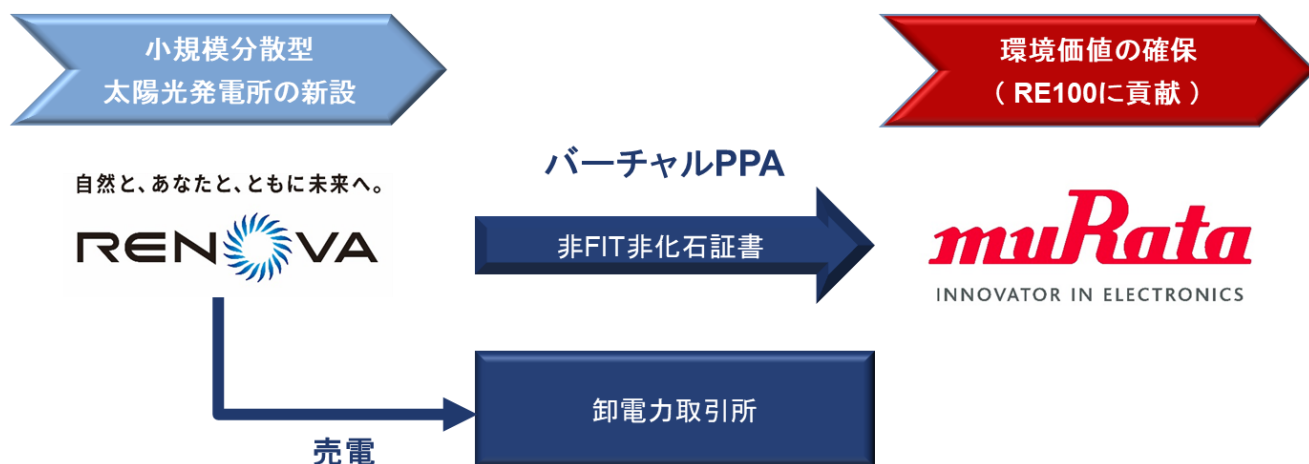 小規模分散型
太陽光発電所の新設
環境価値の確保
( RE100に貢献 )
自然と、あなたと、ともに未来へ。
RENOVA
バーチャルPPA
非FIT非化石証書
muRata
INNOVATOR IN ELECTRONICS
卸電力取引所
売電